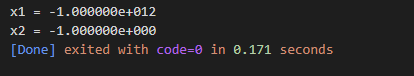 x1 = -1.000000e+012
x2 = -1.000000e+000
[Done] exited with code=0 in 0.171 seconds